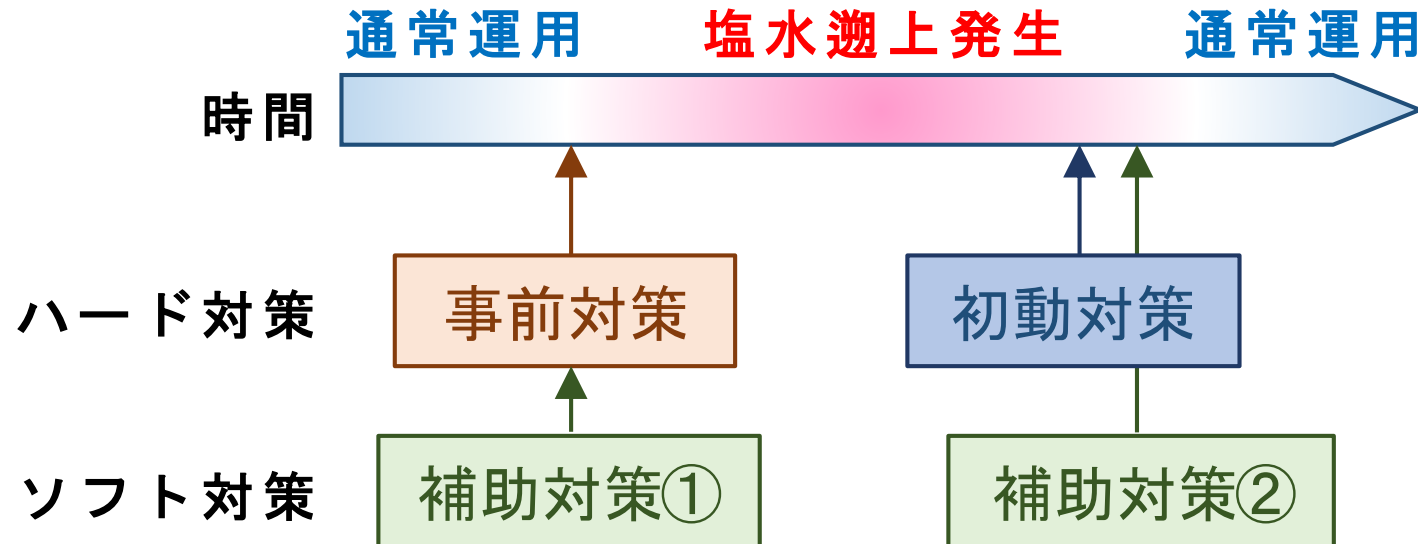 通常運用 塩水遡上発生 通常運用
時間
ハード対策 事前対策 初動対策
ソフト対策 補助対策① 補助対策②